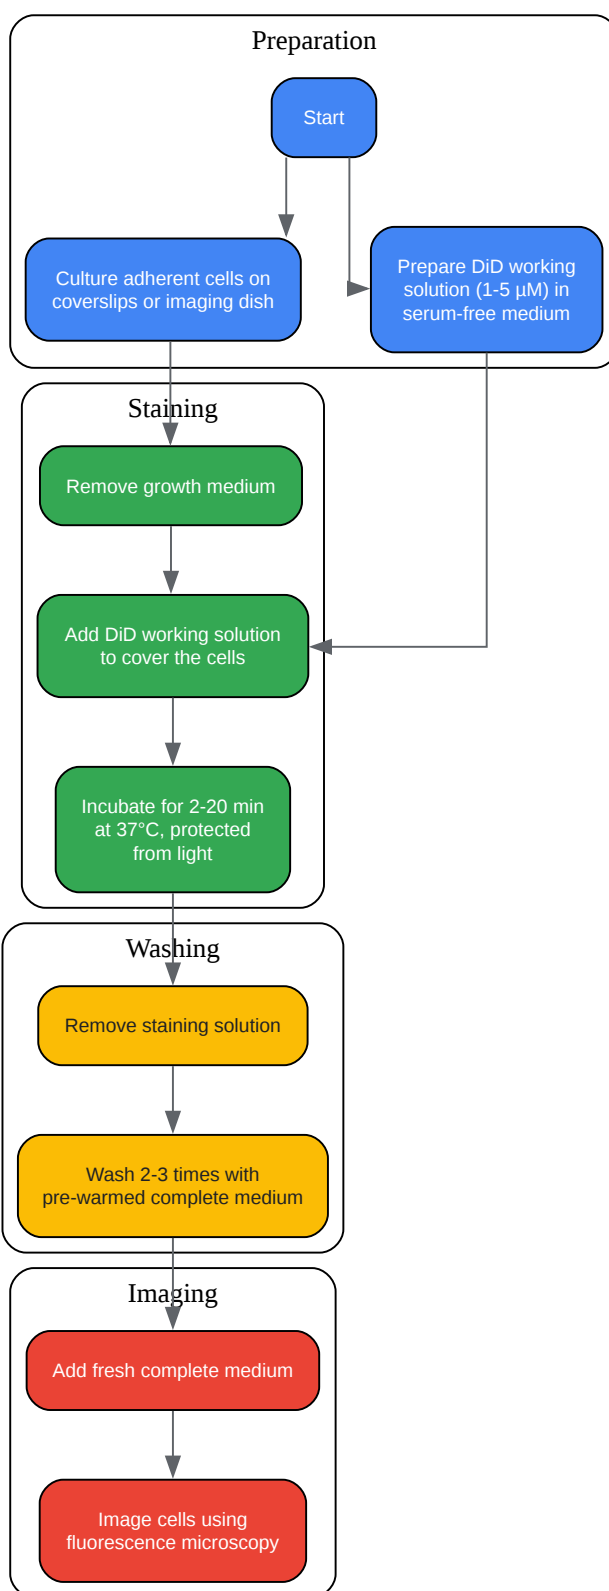 Preparation
Start
Culture adherent cells on
coverslips or imaging dish
Prepare DiD working
solution (1-5 µM) in
serum-free medium
Staining
Remove growth medium
Add DiD working solution
to cover the cells
Incubate for 2-20 min
at 37°C, protected
from light
Washing
Remove staining solution
Wash 2-3 times with
pre-warmed complete medium
Imaging
Add fresh complete medium
Image cells using
fluorescence microscopy